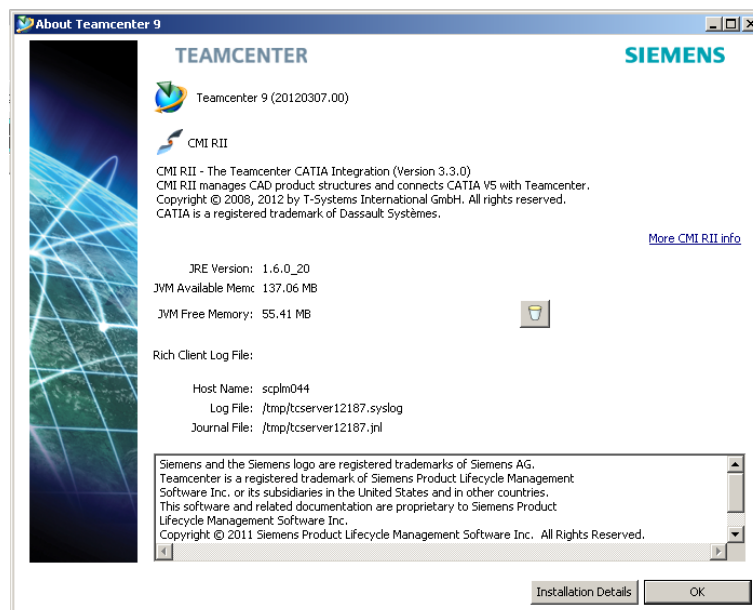 About Teamcenter 9
TEAMCENTER
SIEMENS
Teamcenter 9 (20120307.00)
CMI RII
CMI RII - The Teamcenter CATIA Integration (Version 3.3.0)
CMI RII manages CAD product structures and connects CATIA V5 with Teamcenter.
Copyright © 2008, 2012 by T-Systems International GmbH. All rights reserved.
CATIA is a registered trademark of Dassault Systèmes.
More CMI RII info
JRE Version: 1.6.0_20
JVM Available Memc 137.06 MB
JVM Free Memory: 55.41 MB
Rich Client Log File:
Host Name: scplm044
Log File: /tmp/tcserver12187.syslog
Journal File: /tmp/tcserver12187.jnl
Siemens and the Siemens logo are registered trademarks of Siemens AG.
Teamcenter is a registered trademark of Siemens Product Lifecycle Management
Software Inc. or its subsidiaries in the United States and in other countries.
This software and related documentation are proprietary to Siemens Product
Lifecycle Management Software Inc.
Copyright © 2011 Siemens Product Lifecycle Management Software Inc. All Rights Reserved.
Installation Details OK